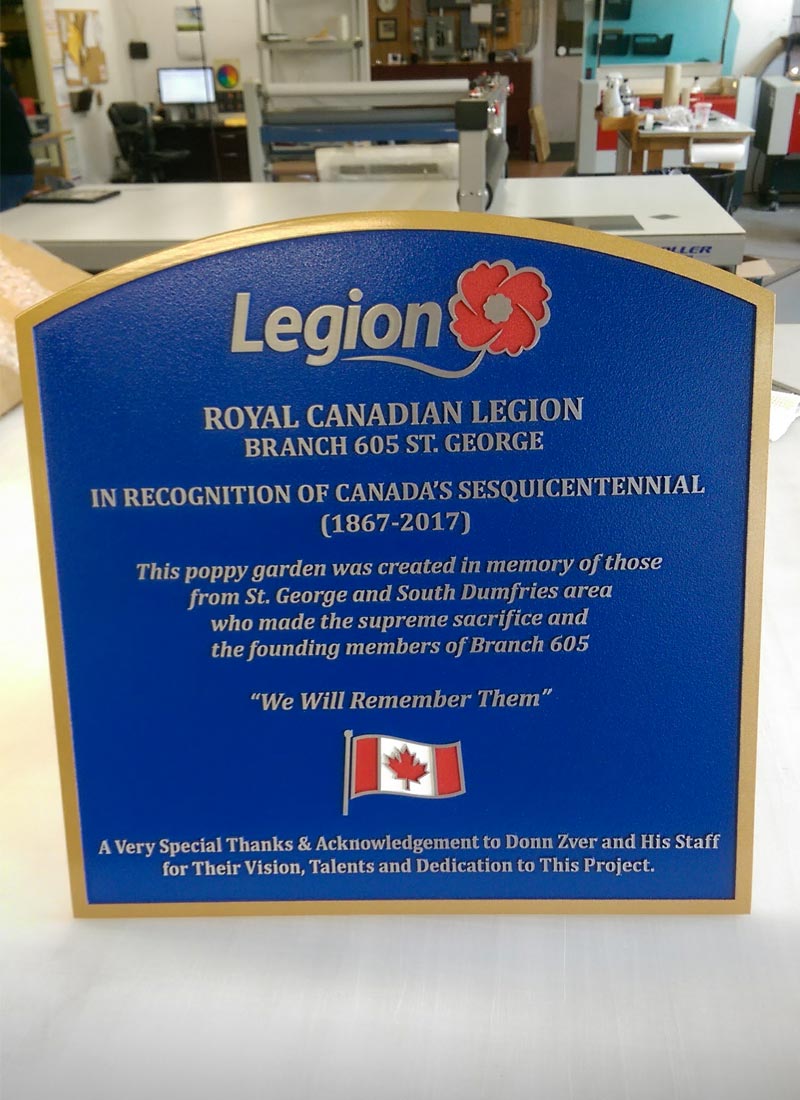 LLER
Legion
ROYAL CANADIAN LEGION
BRANCH 605 ST. GEORGE
IN RECOGNITION OF CANADA'S SESQUICENTENNIAL
(1867-2017)
This poppy garden was created in memory of those
from St. George and South Dumfries area
who made the supreme sacrifice and
the founding members of Branch 605
“We Will Remember Them”
A Very Special Thanks & Acknowledgement to Donn Zver and His Staff
for Their Vision, Talents and Dedication to This Project.